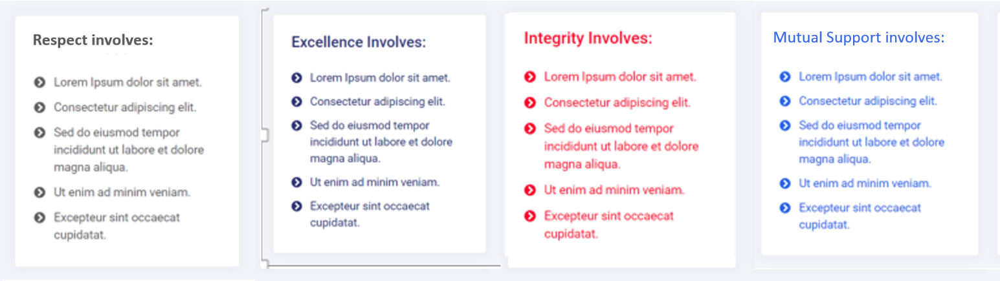 Respect involves:
Lorem Ipsum dolor sit amet.
Consectetur adipiscing elit.
Sed do eiusmod tempor
incididunt ut labore et dolore
magna aliqua.
Ut enim ad minim veniam.
Excepteur sint occaecat
cupidatat.
Excellence Involves:
Lorem Ipsum dolor sit amet.
Consectetur adipiscing elit.
Sed do eiusmod tempor
incididunt ut labore et dolore
magna aliqua.
Ut enim ad minim veniam.
Excepteur sint occaecat
cupidatat.
Integrity Involves:
Lorem Ipsum dolor sit amet.
Consectetur adipiscing elit.
Sed do eiusmod tempor
incididunt ut labore et dolore
magna aliqua.
Ut enim ad minim veniam.
Excepteur sint occaecat
cupidatat.
Mutual Support involves:
Lorem Ipsum dolor sit amet.
Consectetur adipiscing elit.
Sed do eiusmod tempor
incididunt ut labore et dolore
magna aliqua.
Ut enim ad minim veniam.
Excepteur sint occaecat
cupidatat.